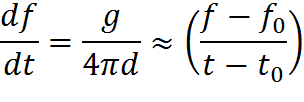 df/dt = g/4πd ≈ (f − f₀/t − t₀)